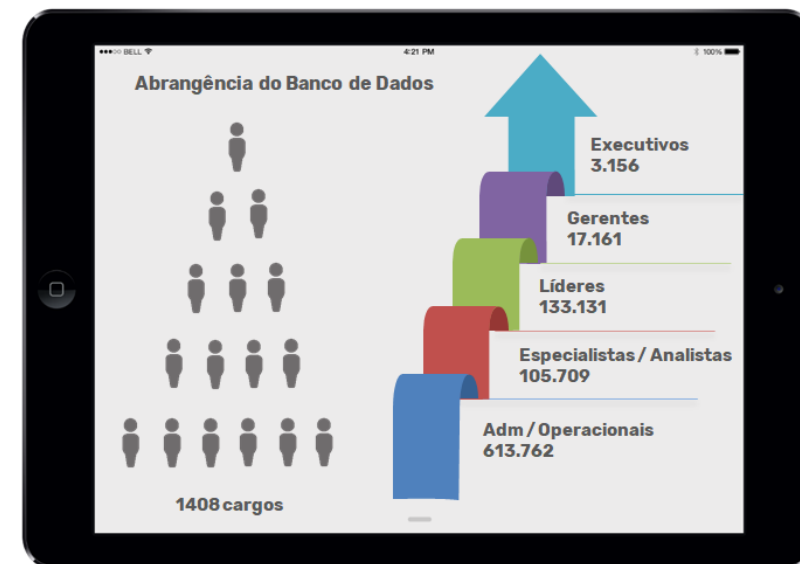 BELL
4:21 PM
100%
Abrangência do Banco de Dados
Executivos
3.156
Gerentes
17.161
Líderes
133.131
Especialistas / Analistas
105.709
Adm / Operacionais
613.762
1408 cargos